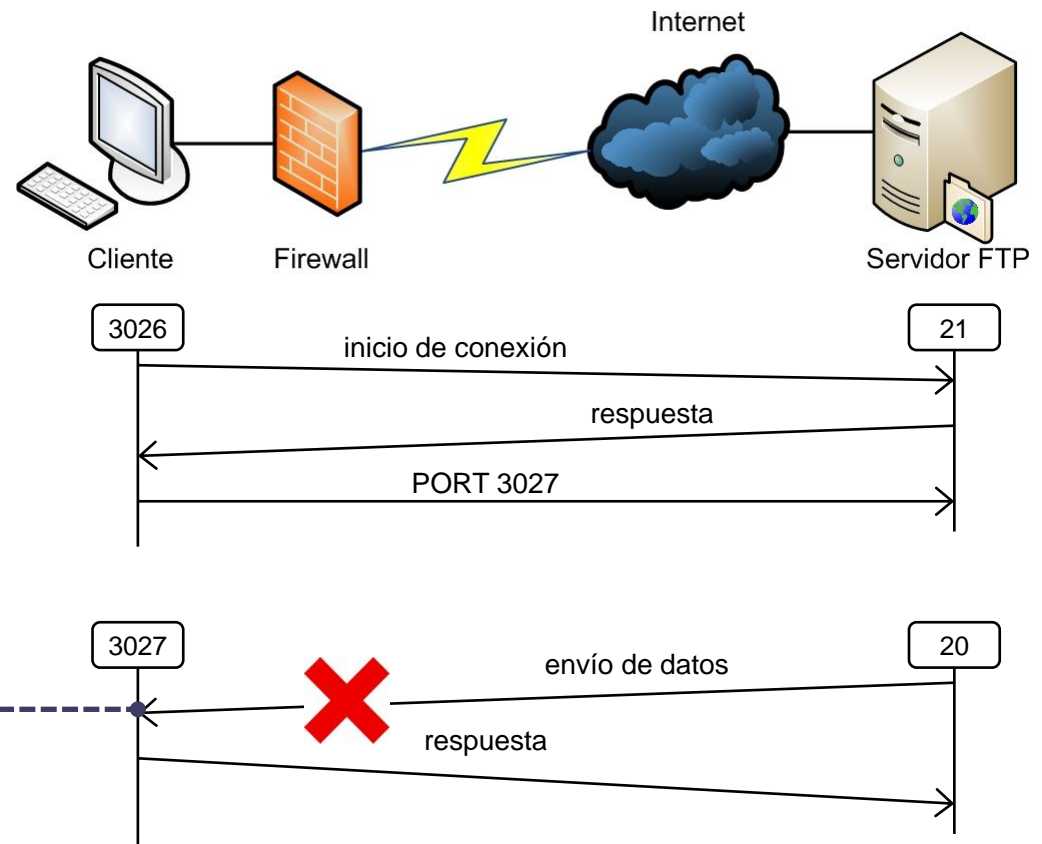 Internet
Cliente
Firewall
Servidor FTP
3026
21
inicio de conexión
respuesta
PORT 3027
3027
20
envío de datos
respuesta